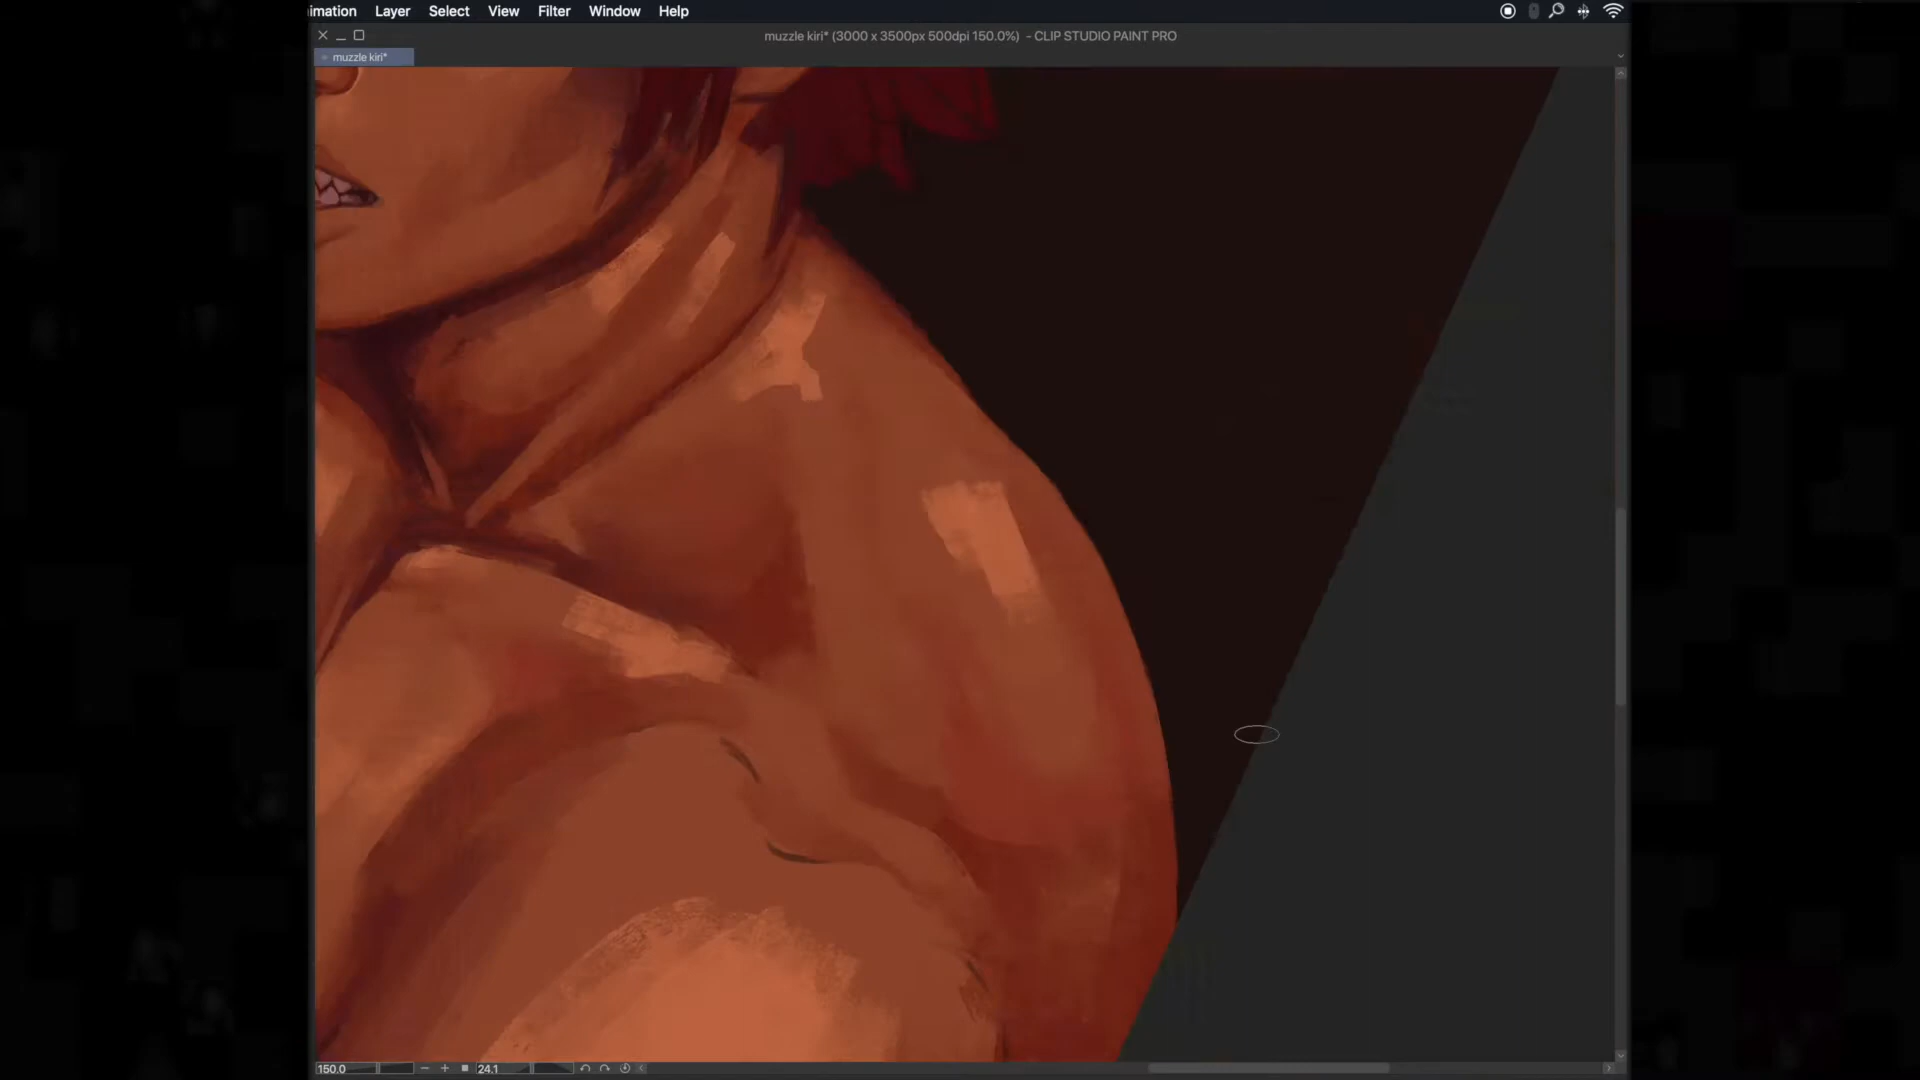 imation Layer Select View Filter Window Help
muzzle kiri* (3000 x 3500px 500dpi 150.0%) - CLIP STUDIO PAINT PRO
muzzle kiri*
150.0 24.1